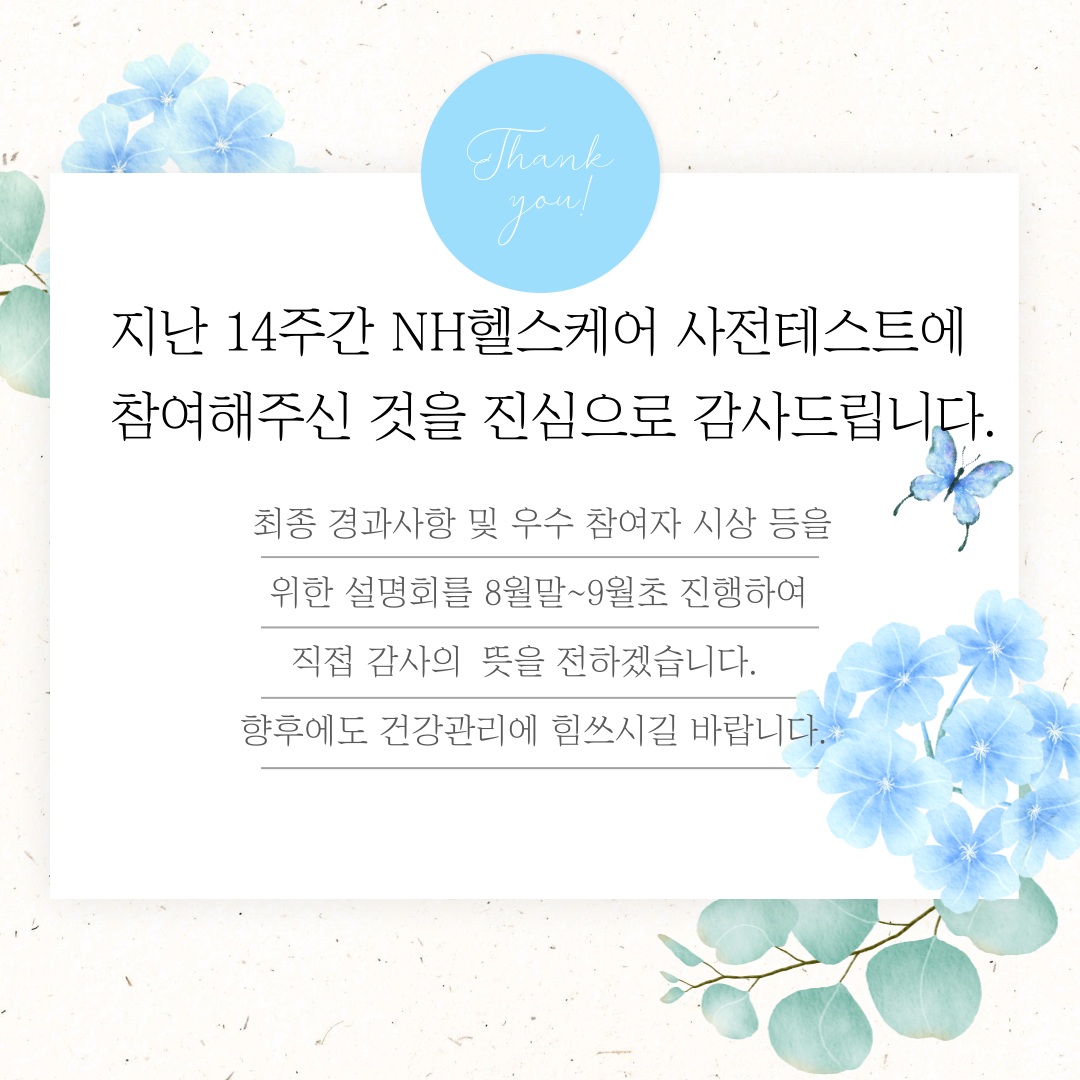 Thank
you!
지난 14주간 NH헬스케어 사전테스트에
참여해주신 것을 진심으로 감사드립니다.
최종 경과사항 및 우수 참여자 시상 등을
위한 설명회를 8월말~9월초 진행하여
직접 감사의 뜻을 전하겠습니다.
향후에도 건강관리에 힘쓰시길 바랍니다.